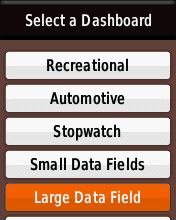 Select a Dashboard
Recreational
Automotive
Stopwatch
Small Data Fields
Large Data Field